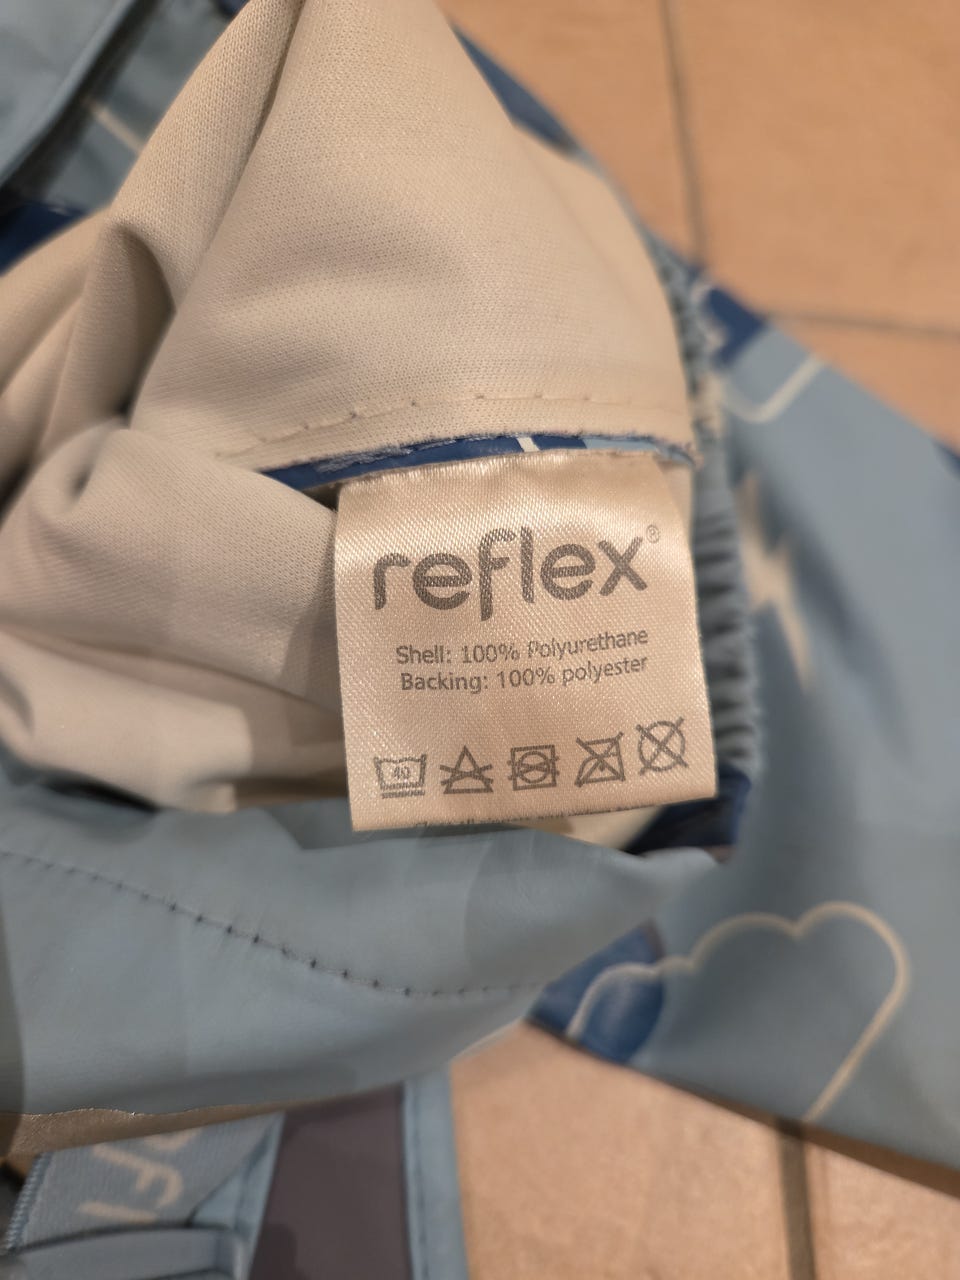 reflex®
Shell: 100% Polyurethane
Backing: 100% polyester
40